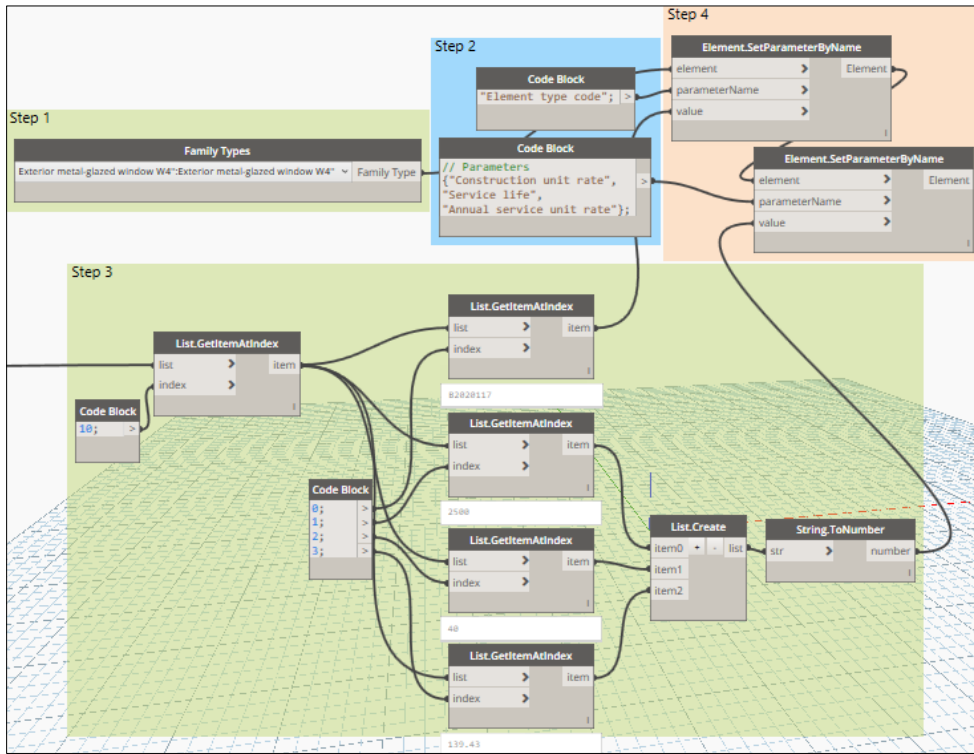 Step 1
Family Types
Exterior metal-glazed window W4":Exterior metal-glazed window W4"
Family Type
Step 2
Code Block
"Element type code";
>
Code Block
// Parameters
{"Construction unit rate",
"Service life",
"Annual service unit rate"};
>
Step 4
Element.SetParameterByName
element > Element
parameterName >
value >
l
Element.SetParameterByName
element > Element
parameterName >
value >
l
Step 3
List.GetItemAtIndex
list > item
index >
l
Code Block
10; >
Code Block
0; >
1; >
2; >
3; >
List.GetItemAtIndex
list > item
index >
l
B2020117
List.GetItemAtIndex
list > item
index >
l
2500
List.GetItemAtIndex
list > item
index >
l
40
List.GetItemAtIndex
list > item
index >
l
139.43
List.Create
item0 + - list
item1
item2
String.ToNumber
str > number
l